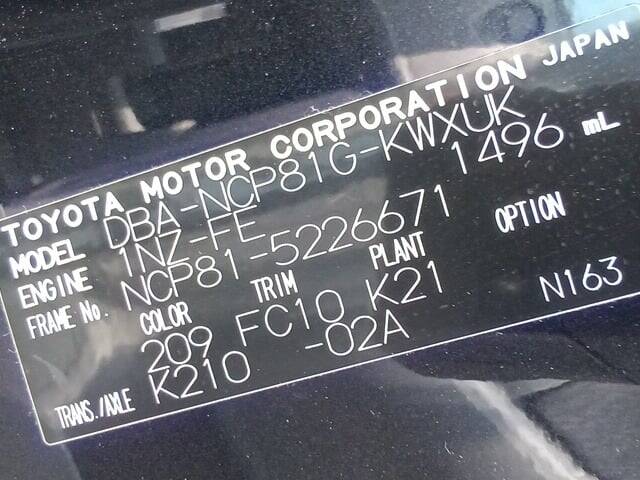 TOYOTA MOTOR CORPORATION JAPAN
MODEL DBA-NCP81G-KWXUK
ENGINE 1NZ-FE 1496 mL
FRAME No. NCP81-5226671
COLOR TRIM PLANT OPTION
209 FC10 K21 N163
TRANS./AXLE K210 -02A